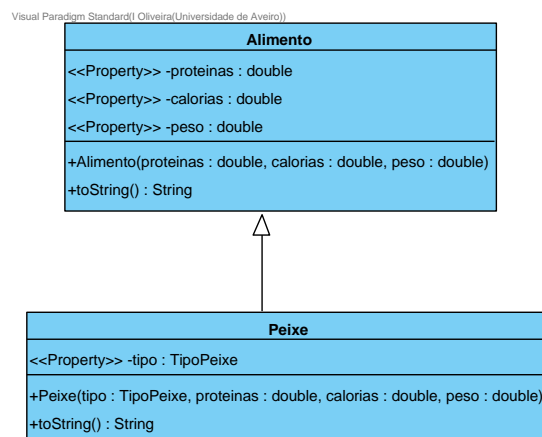 Visual Paradigm Standard(I Oliveira(Universidade de Aveiro))
Alimento
<<Property>> -proteinas : double
<<Property>> -calorias : double
<<Property>> -peso : double
+Alimento(proteinas : double, calorias : double, peso : double)
+toString() : String
Peixe
<<Property>> -tipo : TipoPeixe
+Peixe(tipo : TipoPeixe, proteinas : double, calorias : double, peso : double)
+toString() : String